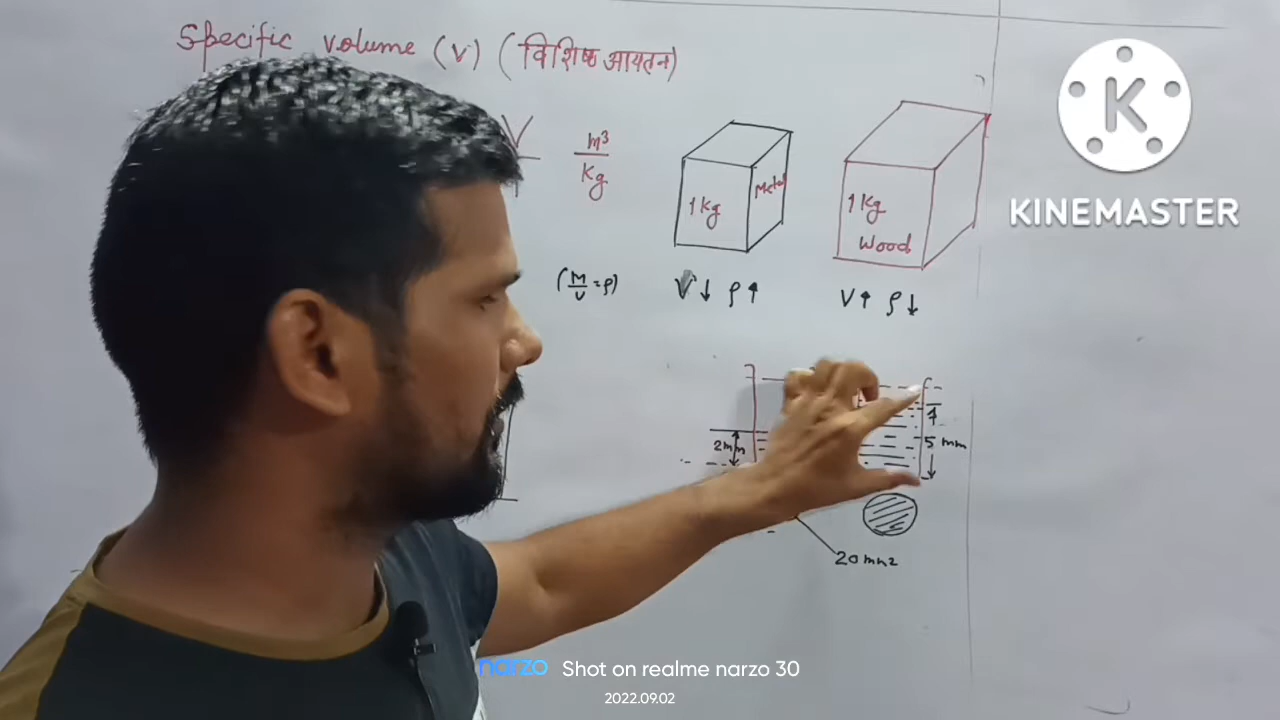 Specific volume (v) (विशिष्ट आयतन)
V
m³
Kg
1 Kg
Metal
1 Kg
Wood
(M/V = ρ)
V↓ ρ↑
V↑ ρ↓
2mm
5 mm
20 mm2
K
KINEMASTER
narzo Shot on realme narzo 30
2022.09.02